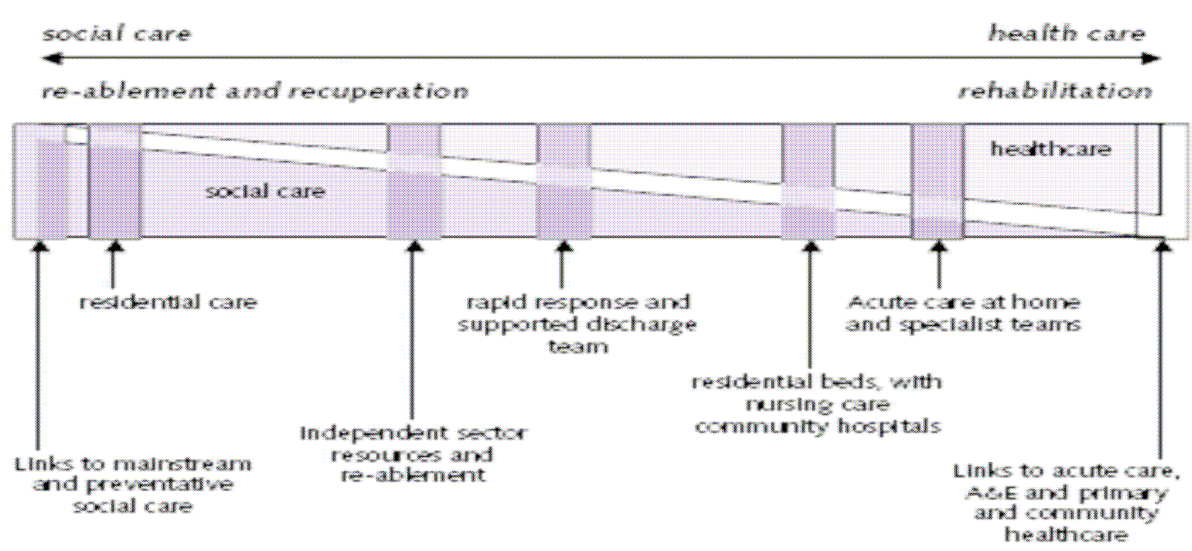 social care
health care
re-ablement and recuperation
rehabilitation
healthcare
social care
residential care
rapid response and
supported discharge
team
Acute care at home
and specialist teams
residential beds, with
nursing care
community hospitals
Independent sector
resources and
re-ablement
Links to mainstream
and preventative
social care
Links to acute care,
A&E and primary
and community
healthcare